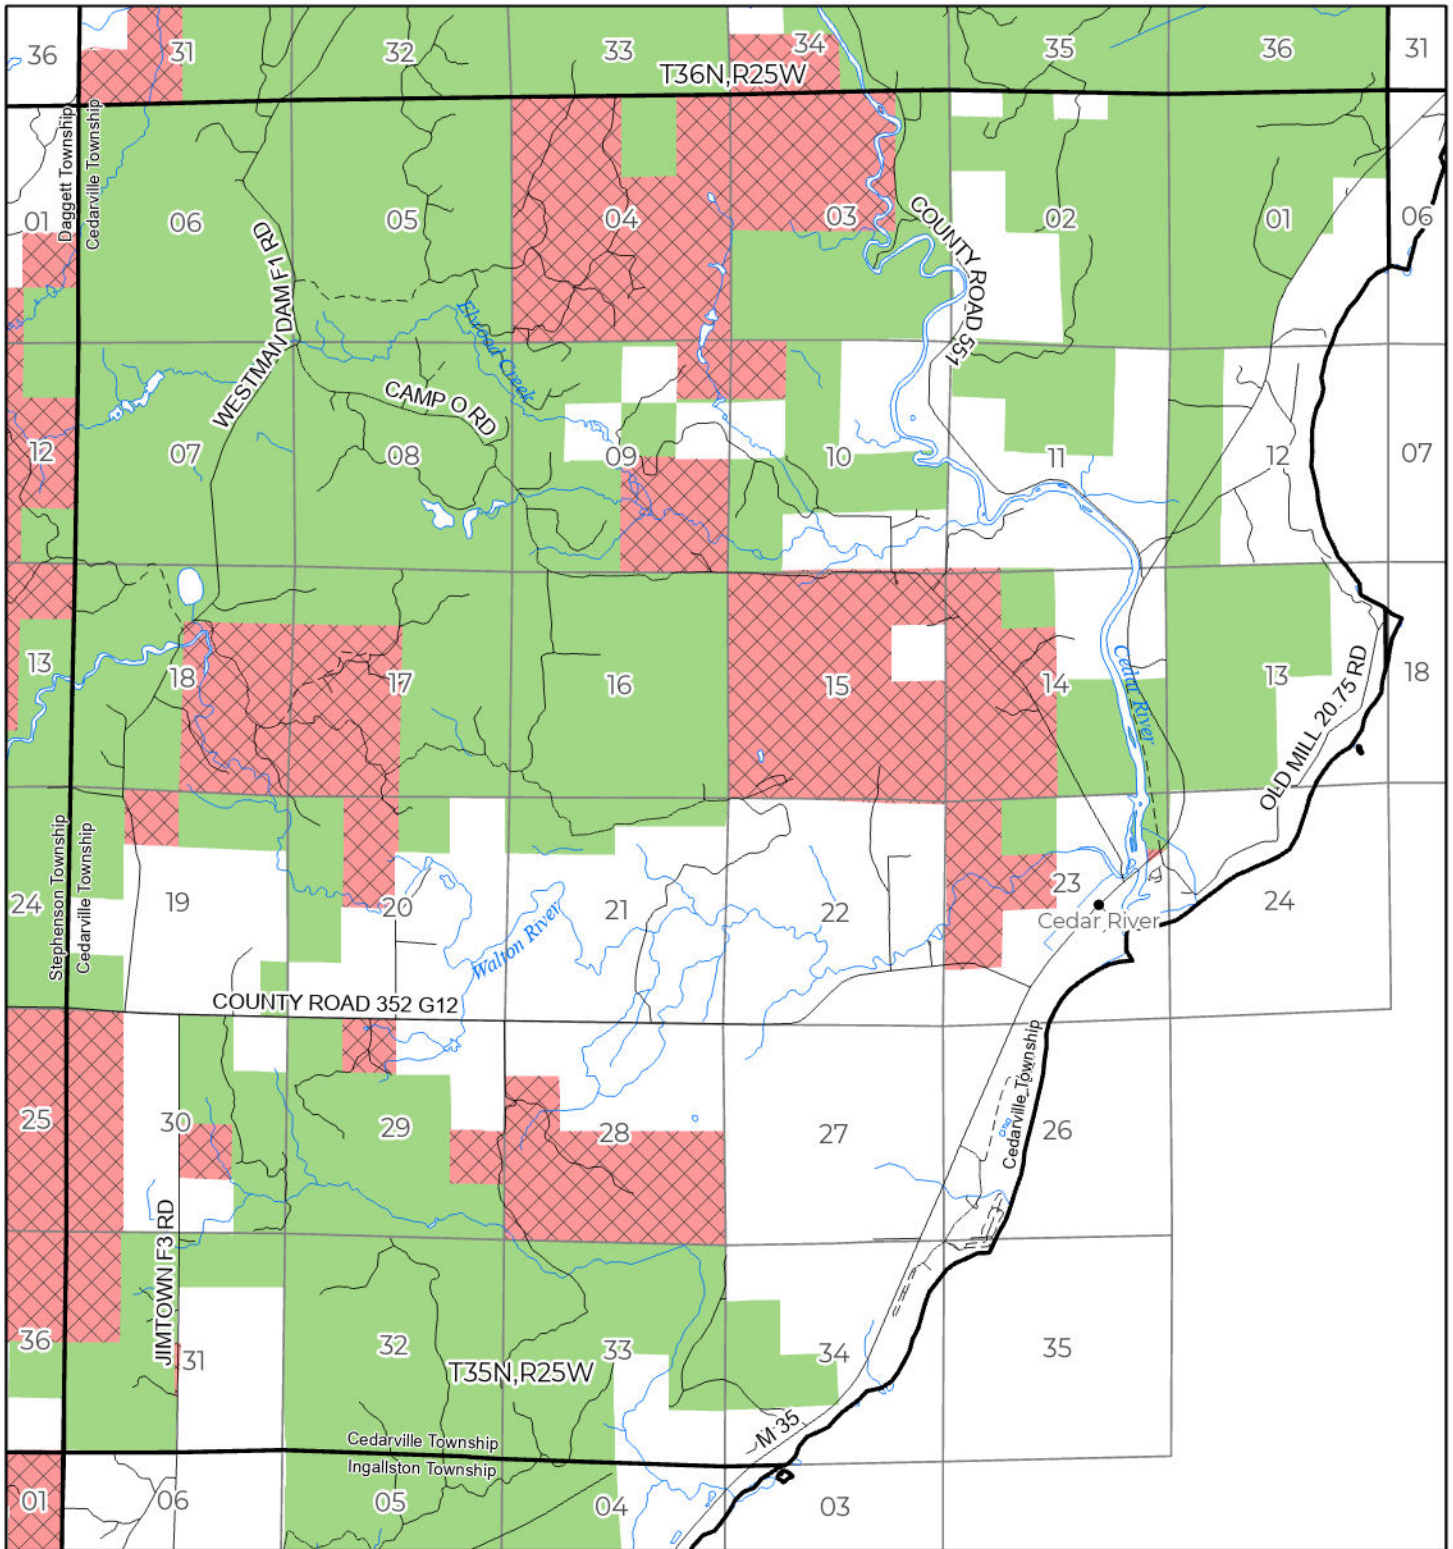 36
31
32
33
34
35
36
31
T36N,R25W
Daggett Township
Cedarville Township
01
06
05
04
03
02
01
06
COUNTY ROAD 551
WESTMAN DAM F1 RD
Elwood Creek
CAMP O RD
12
07
08
09
10
11
12
07
13
18
17
16
15
14
13
18
Cedar River
OLD MILL 20.75 RD
Stephenson Township
Cedarville Township
24
19
20
21
22
23
24
Cedar River
Walton River
COUNTY ROAD 352 G12
Cedarville Township
25
30
29
28
27
26
JIMTOWN F3 RD
36
31
32
33
34
35
T35N,R25W
M 35
Cedarville Township
Ingallston Township
01
06
05
04
03